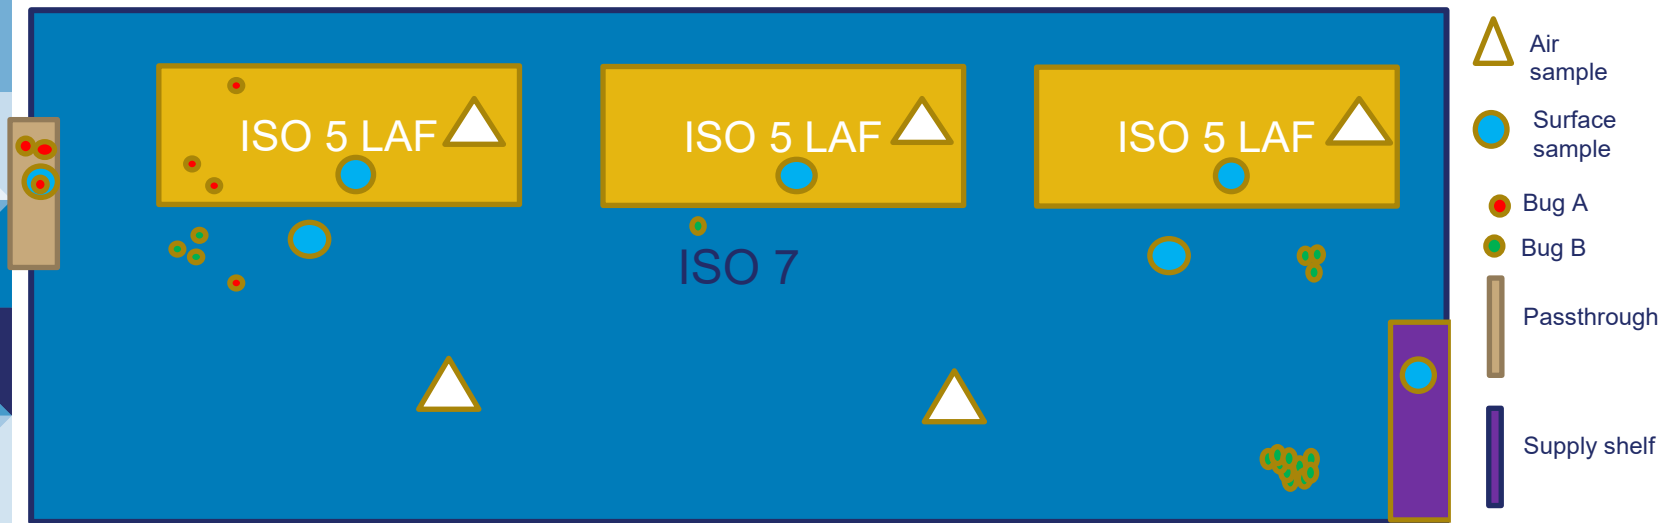 ISO 5 LAF
ISO 5 LAF
ISO 5 LAF
ISO 7
Air
sample
Surface
sample
Bug A
Bug B
Passthrough
Supply shelf